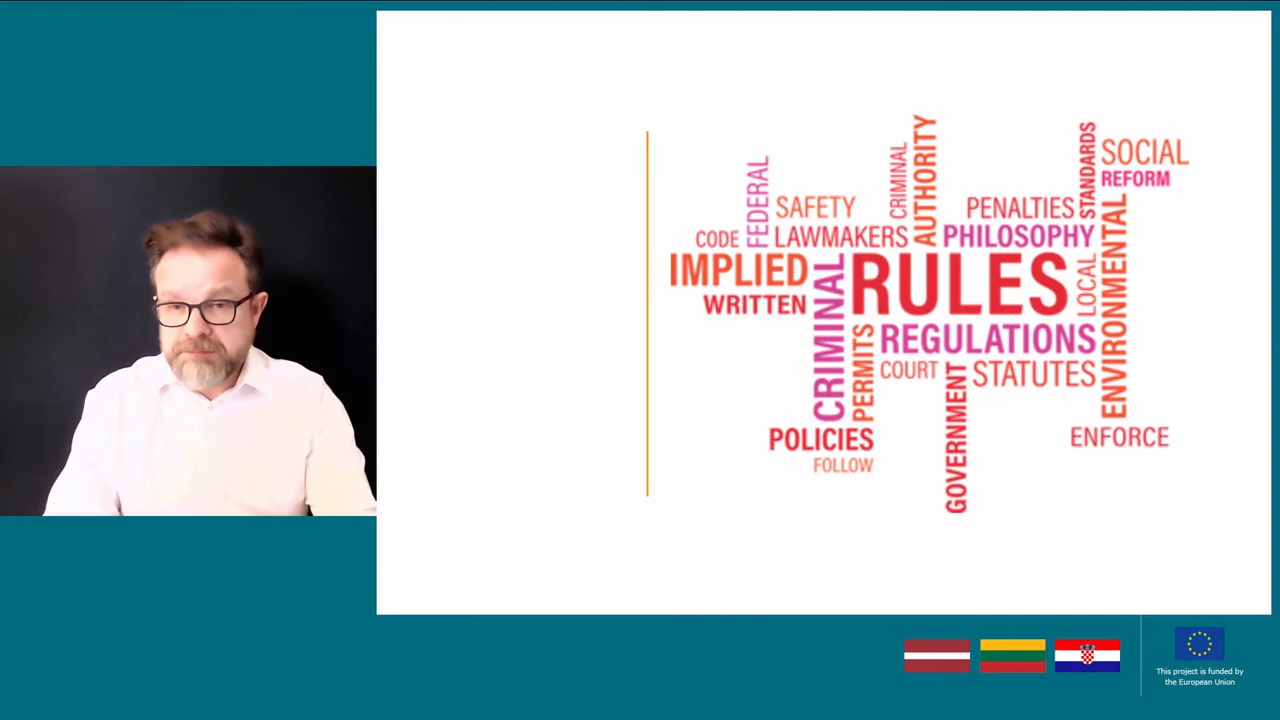 STANDARDS
SOCIAL
REFORM
AUTHORITY
CRIMINAL
FEDERAL
SAFETY
PENALTIES
CODE
LAWMAKERS
PHILOSOPHY
ENVIRONMENTAL
IMPLIED
CRIMINAL
RULES
LOCAL
WRITTEN
PERMITS
REGULATIONS
COURT
STATUTES
GOVERNMENT
POLICIES
ENFORCE
FOLLOW
This project is funded by
the European Union